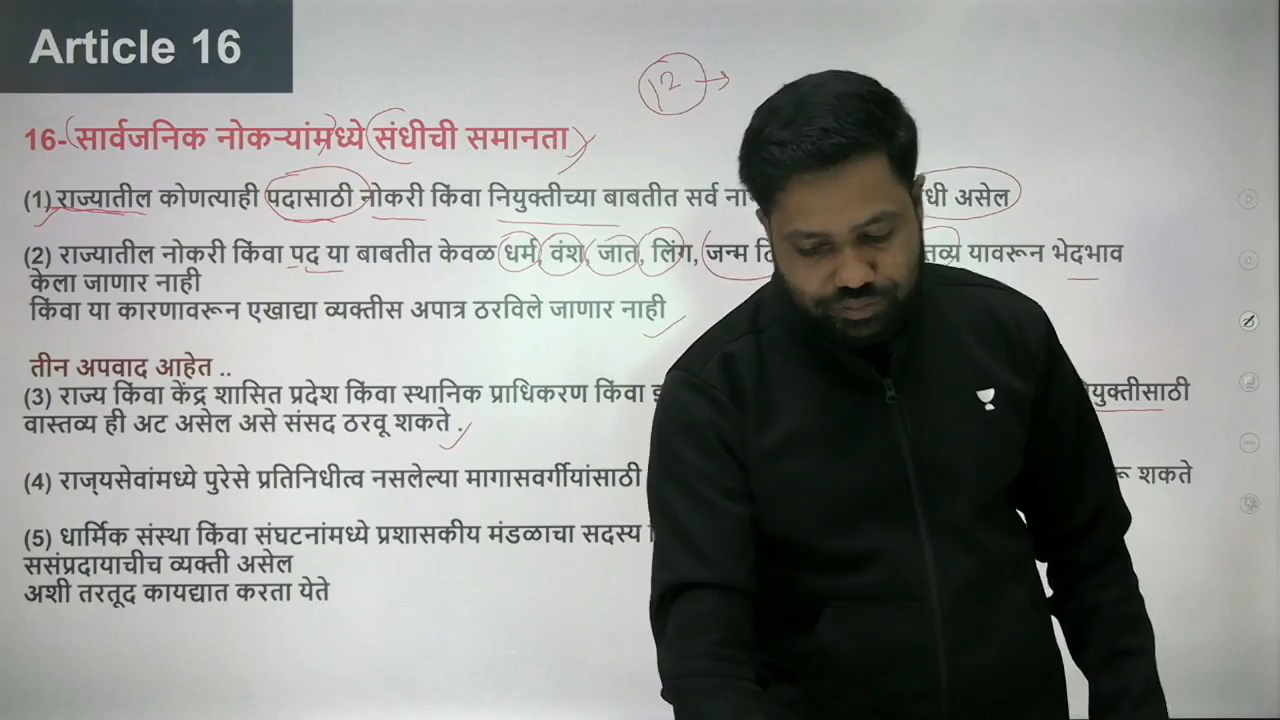 Article 16
12
16-(सार्वजनिक नोकऱ्यांमध्ये संधीची समानता)
(1) राज्यातील कोणत्याही पदासाठी नोकरी किंवा नियुक्तीच्या बाबतीत सर्व धी असेल
(2) राज्यातील नोकरी किंवा पद या बाबतीत केवळ धर्म, वंश, जात, लिंग, जन्म तव्य यावरून भेदभाव
केला जाणार नाही
किंवा या कारणावरून एखाद्या व्यक्तीस अपात्र ठरविले जाणार नाही
तीन अपवाद आहेत ..
(3) राज्य किंवा केंद्र शासित प्रदेश किंवा स्थानिक प्राधिकरण किंवा युक्तीसाठी
वास्तव्य ही अट असेल असे संसद ठरवू शकते .
(4) राज्यसेवांमध्ये पुरेसे प्रतिनिधीत्व नसलेल्या मागासवर्गीयांसाठी शकते
(5) धार्मिक संस्था किंवा संघटनांमध्ये प्रशासकीय मंडळाचा सदस्य
ससंप्रदायाचीच व्यक्ती असेल
अशी तरतूद कायद्यात करता येते